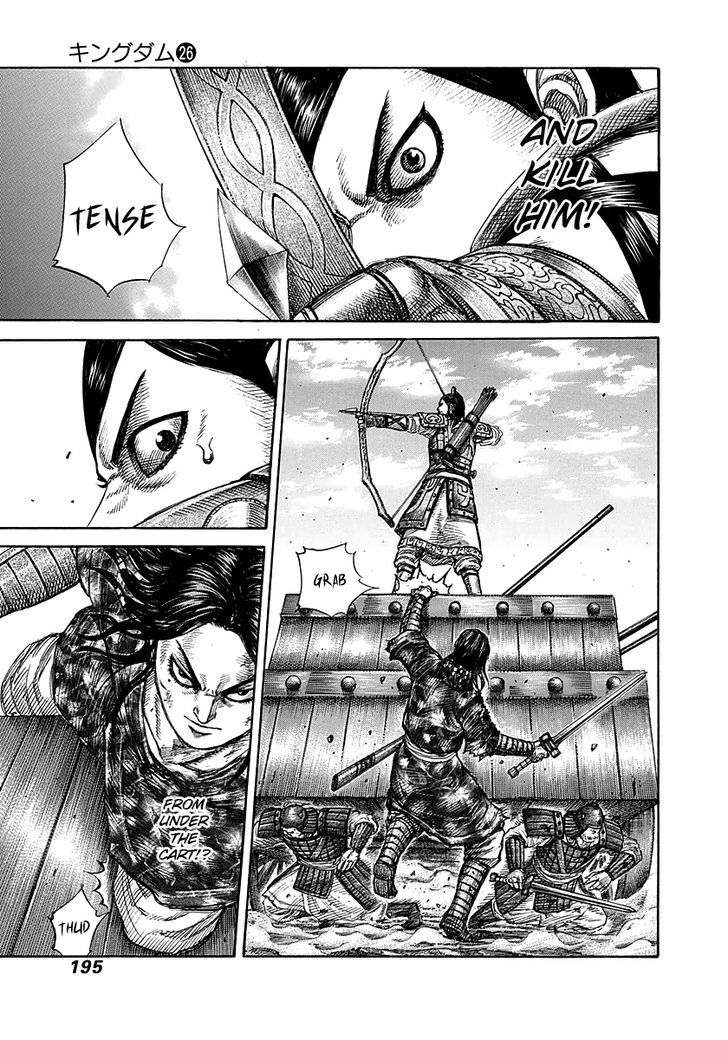 キングダム26
AND
KILL
HIM!
TENSE
GRAB
FROM
UNDER
THE
CART!?
THUD
195